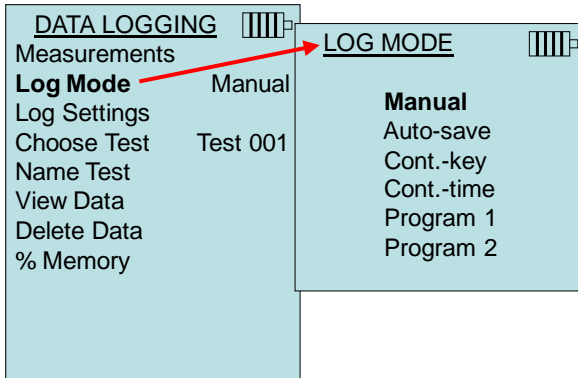 DATA LOGGING
Measurements
Log Mode Manual
Log Settings
Choose Test Test 001
Name Test
View Data
Delete Data
% Memory
LOG MODE
Manual
Auto-save
Cont.-key
Cont.-time
Program 1
Program 2